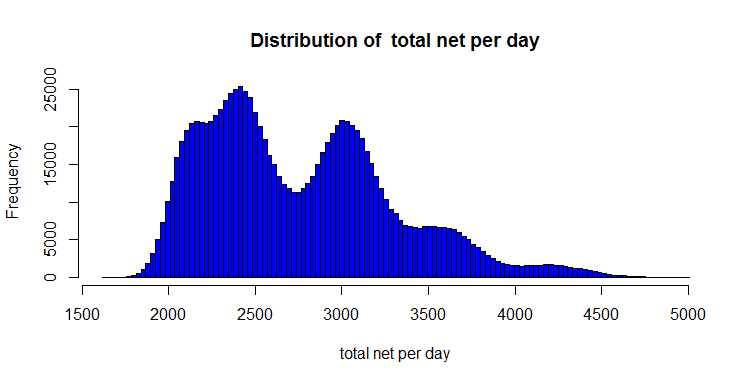 Distribution of  total net per day
Frequency
25000
15000
5000
0
1500 2000 2500 3000 3500 4000 4500 5000
total net per day